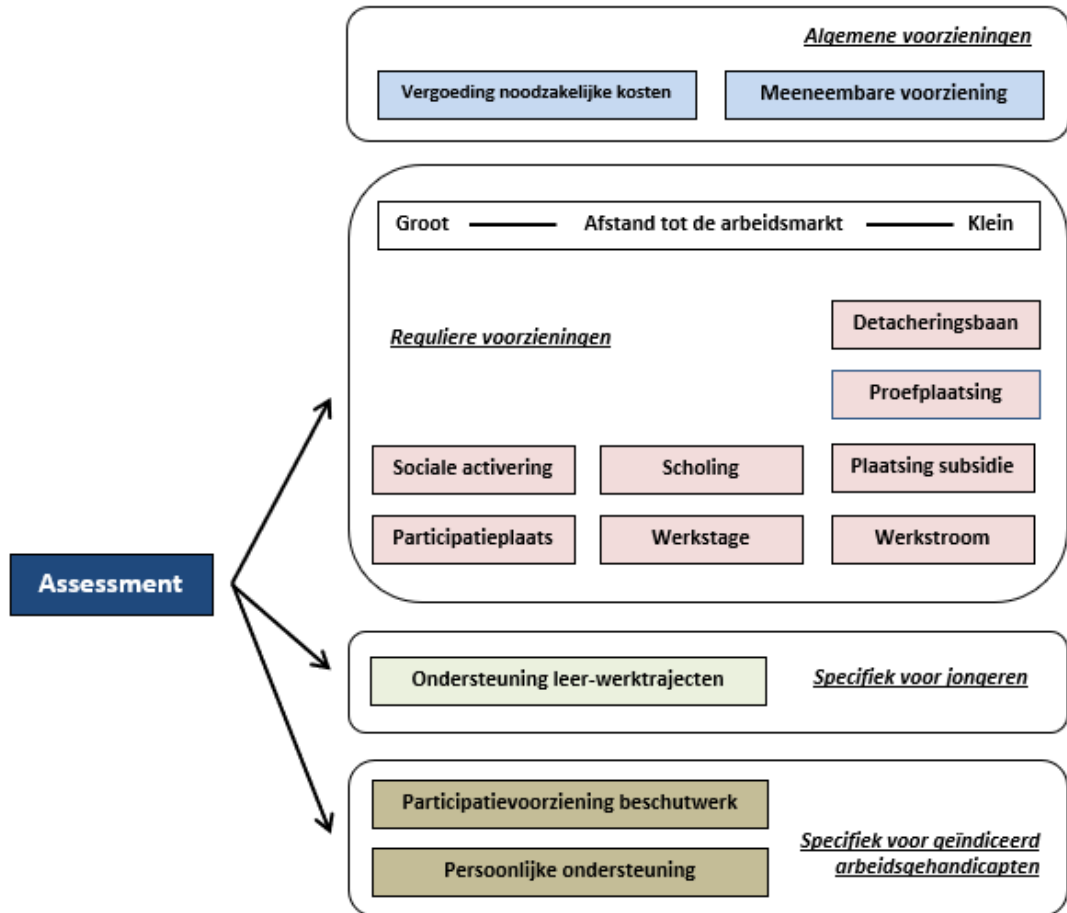 Algemene voorzieningen
Vergoeding noodzakelijke kosten
Meeneembare voorziening
Groot Afstand tot de arbeidsmarkt Klein
Reguliere voorzieningen
Detacheringsbaan
Proefplaatsing
Sociale activering
Scholing
Plaatsing subsidie
Participatieplaats
Werkstage
Werkstroom
Assessment
Ondersteuning leer-werktrajecten
Specifiek voor jongeren
Participatievoorziening beschutwerk
Persoonlijke ondersteuning
Specifiek voor geïndiceerd
arbeidsgehandicapten